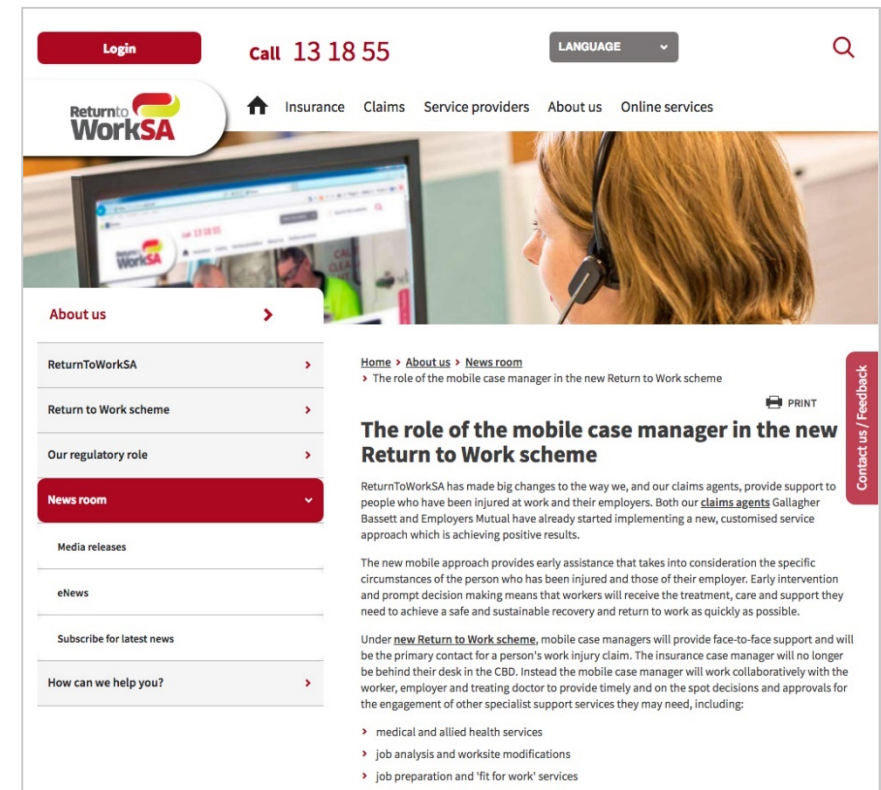 Login
Call 13 18 55
LANGUAGE
Returnto
WorkSA
Insurance Claims Service providers About us Online services
WorkSA
About us
ReturnToWorkSA
Return to Work scheme
Our regulatory role
News room
Media releases
eNews
Subscribe for latest news
How can we help you?
Home > About us > News room
> The role of the mobile case manager in the new Return to Work scheme
PRINT
Contact us / Feedback
The role of the mobile case manager in the new
Return to Work scheme
ReturnToWorkSA has made big changes to the way we, and our claims agents, provide support to
people who have been injured at work and their employers. Both our claims agents Gallagher
Bassett and Employers Mutual have already started implementing a new, customised service
approach which is achieving positive results.
The new mobile approach provides early assistance that takes into consideration the specific
circumstances of the person who has been injured and those of their employer. Early intervention
and prompt decision making means that workers will receive the treatment, care and support they
need to achieve a safe and sustainable recovery and return to work as quickly as possible.
Under new Return to Work scheme, mobile case managers will provide face-to-face support and will
be the primary contact for a person's work injury claim. The insurance case manager will no longer
be behind their desk in the CBD. Instead the mobile case manager will work collaboratively with the
worker, employer and treating doctor to provide timely and on the spot decisions and approvals for
the engagement of other specialist support services they may need, including:
> medical and allied health services
> job analysis and worksite modifications
> job preparation and 'fit for work' services